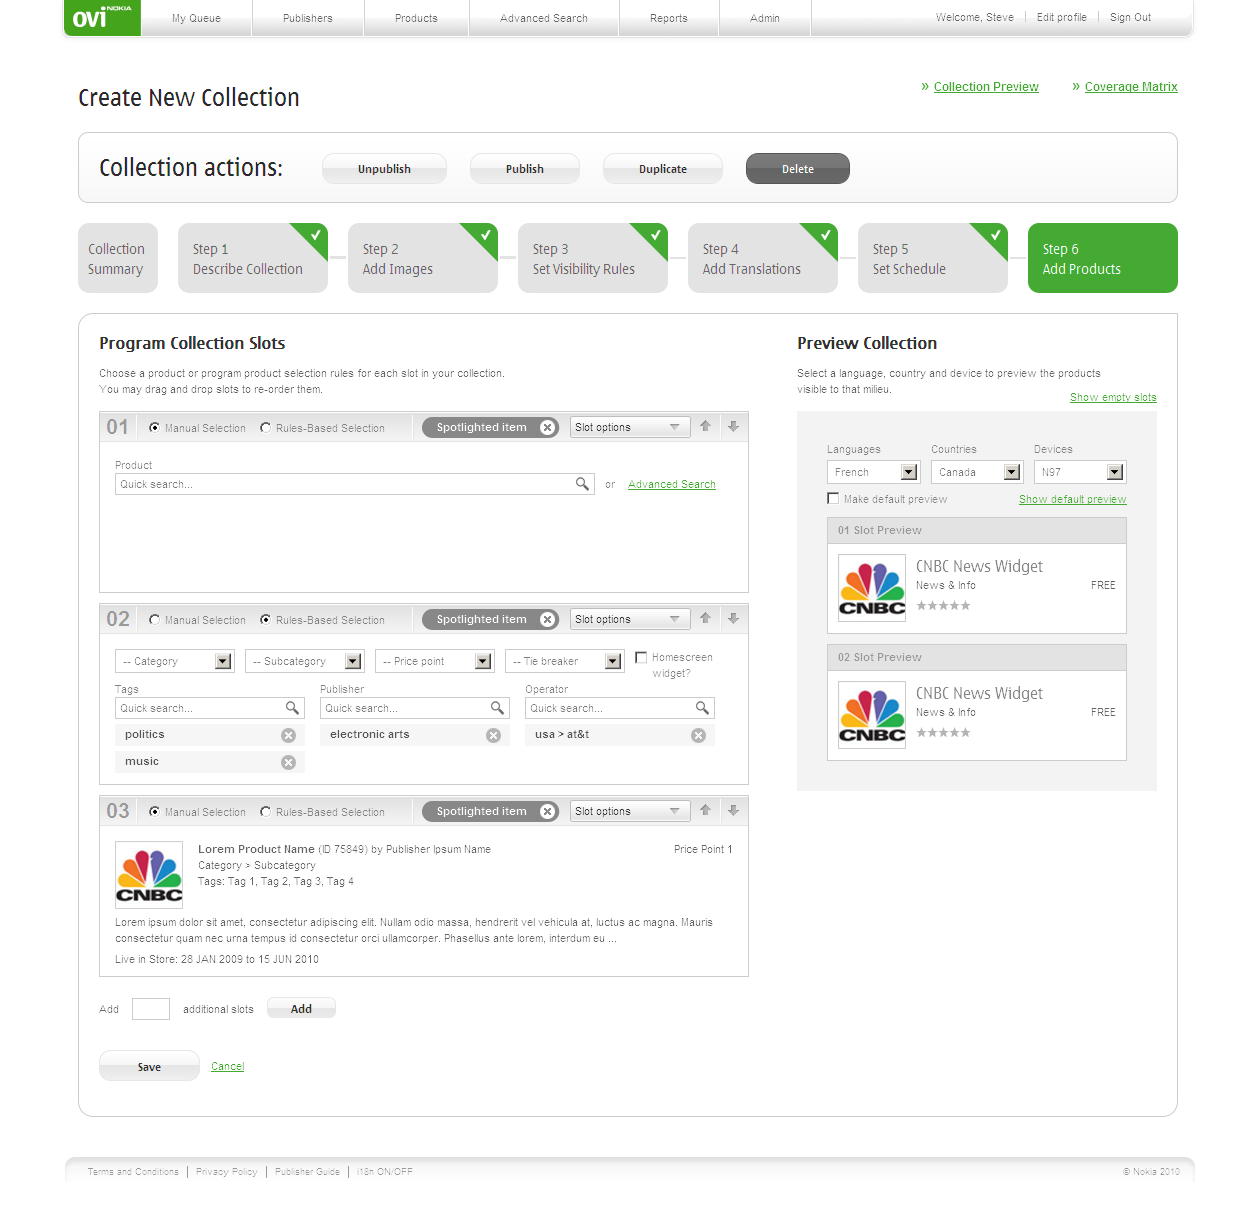 ovi NOKIA
My Queue Publishers Products Advanced Search Reports Admin Welcome, Steve Edit profile Sign Out
Create New Collection
» Collection Preview » Coverage Matrix
Collection actions: Unpublish Publish Duplicate Delete
Collection Summary
Step 1
Describe Collection
Step 2
Add Images
Step 3
Set Visibility Rules
Step 4
Add Translations
Step 5
Set Schedule
Step 6
Add Products
Program Collection Slots
Choose a product or program product selection rules for each slot in your collection.
You may drag and drop slots to re-order them.
01 Manual Selection Rules-Based Selection Spotlighted item Slot options
Product
Quick search... or Advanced Search
02 Manual Selection Rules-Based Selection Spotlighted item Slot options
-- Category -- Subcategory -- Price point -- Tie breaker Homescreen
widget?
Tags Publisher Operator
Quick search... Quick search... Quick search...
politics electronic arts usa > at&t
music
03 Manual Selection Rules-Based Selection Spotlighted item Slot options
CNBC
Lorem Product Name (ID 75849) by Publisher Ipsum Name Price Point 1
Category > Subcategory
Tags: Tag 1, Tag 2, Tag 3, Tag 4
Lorem ipsum dolor sit amet, consectetur adipiscing elit. Nullam odio massa, hendrerit vel vehicula at, luctus ac magna. Mauris
consectetur quam nec urna tempus id consectetur orci ullamcorper. Phasellus ante lorem, interdum eu ...
Live in Store: 28 JAN 2009 to 15 JUN 2010
Add additional slots Add
Save Cancel
Preview Collection
Select a language, country and device to preview the products
visible to that milieu.
Show empty slots
Languages Countries Devices
French Canada N97
Make default preview Show default preview
01 Slot Preview
CNBC
CNBC News Widget
News & Info FREE
02 Slot Preview
CNBC
CNBC News Widget
News & Info FREE
Terms and Conditions Privacy Policy Publisher Guide i18n ON/OFF © Nokia 2010